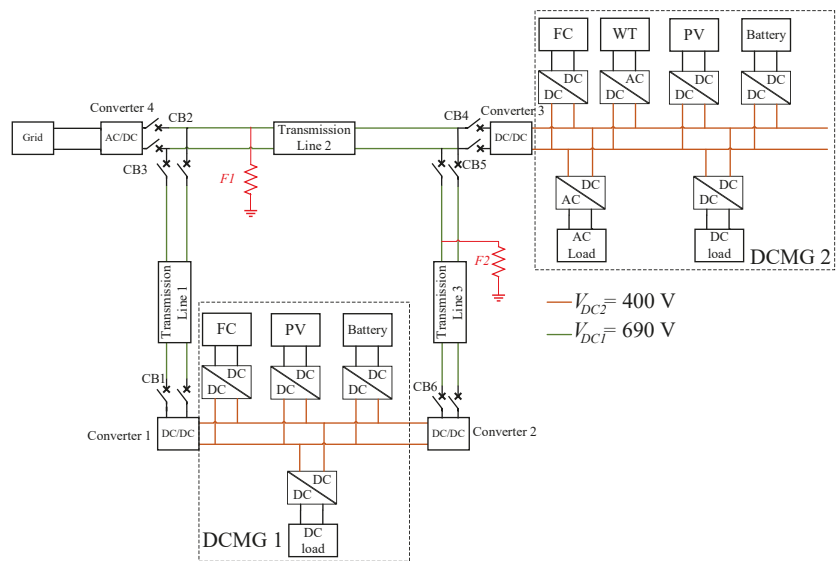 FC
WT
PV
Battery
DC
DC
AC
DC
DC
DC
DC
DC
Converter 4
CB2
CB4
Converter 3
Grid
AC/DC
Transmission
Line 2
DC/DC
CB3
CB5
F1
DC
AC
DC
DC
AC
Load
DC
load
DCMG 2
F2
Transmission
Line 1
Transmission
Line 3
VDC2= 400 V
VDC1= 690 V
FC
PV
Battery
DC
DC
DC
DC
DC
DC
CB1
CB6
Converter 1
DC/DC
DC/DC
Converter 2
DC
DC
DC
load
DCMG 1